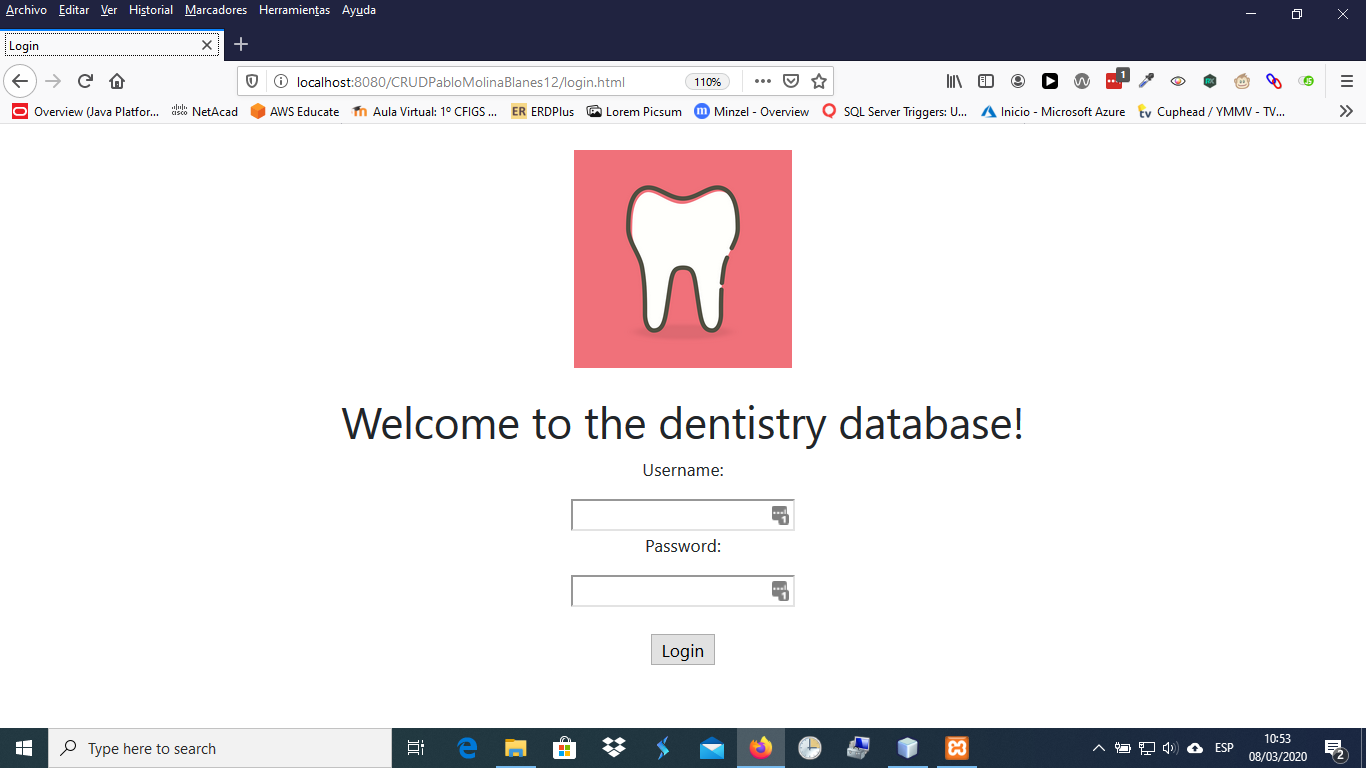 Archivo Editar Ver Historial Marcadores Herramientas Ayuda
Login
localhost:8080/CRUDPabloMolinaBlanes12/login.html 110% 1
Overview (Java Platfor... NetAcad AWS Educate Aula Virtual: 1º CFIGS ... ERDPlus Lorem Picsum Minzel - Overview SQL Server Triggers: U... Inicio - Microsoft Azure Cuphead / YMMV - TV...
Welcome to the dentistry database!
Username:
1
Password:
1
Login
Type here to search
ESP
10:53
08/03/2020
2